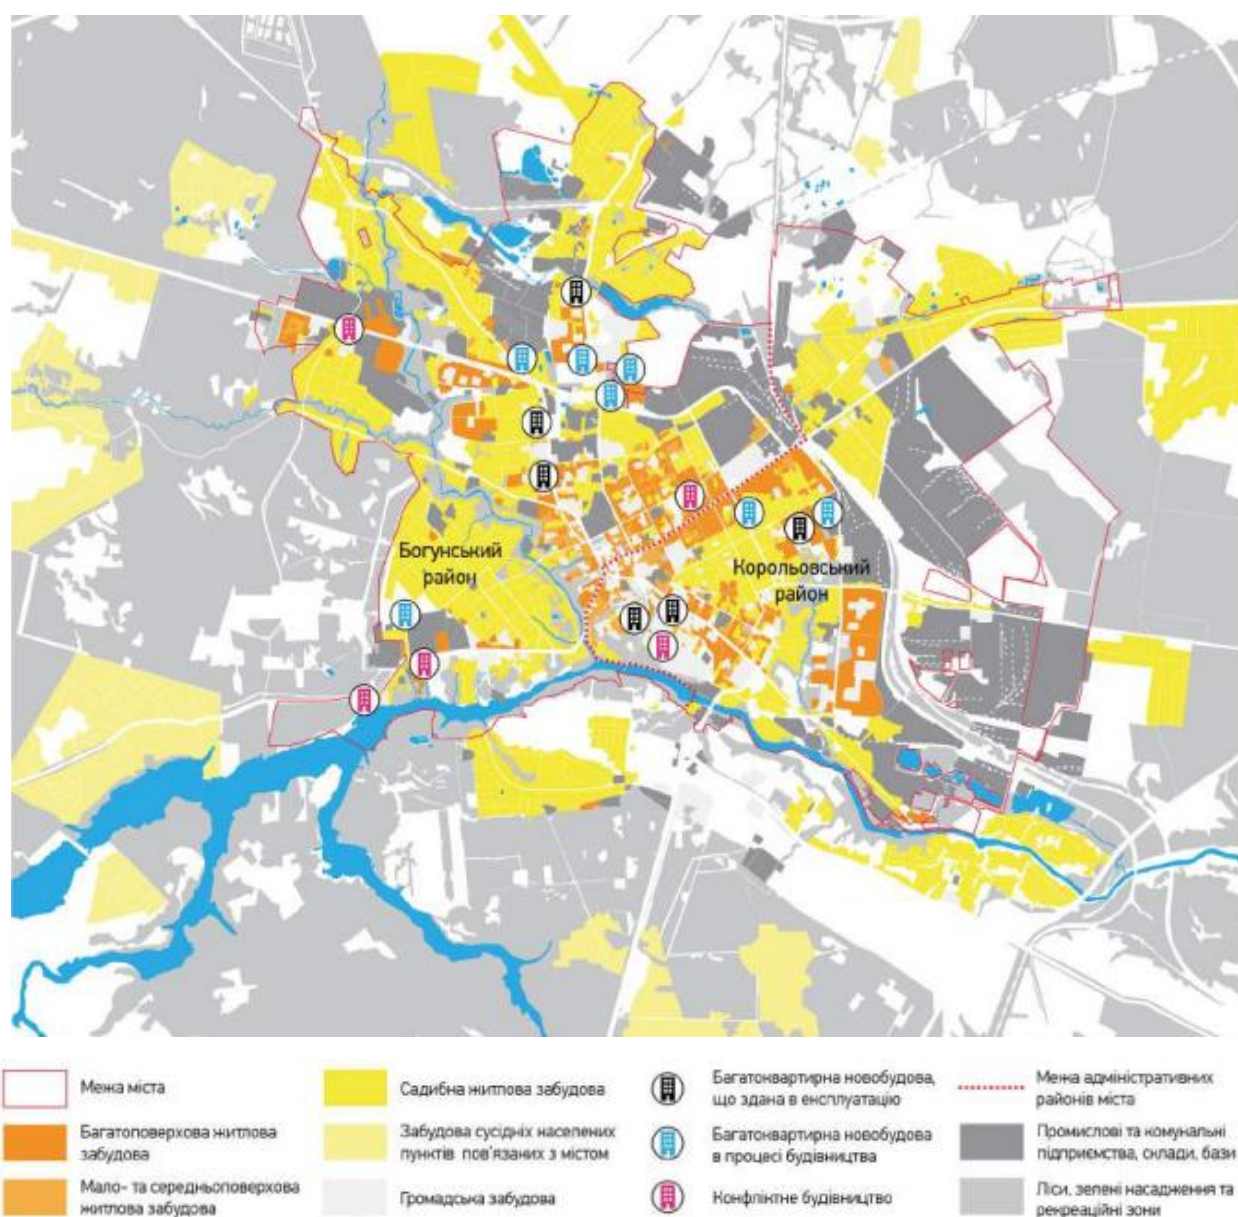 Богунський
район
Корольовський
район
Межа міста
Багатоповерхова житлова
забудова
Мало- та середньоповерхова
житлова забудова
Садибна житлова забудова
Забудова сусідніх населених
пунктів пов'язаних з містом
Громадська забудова
Багатоквартирна новобудова,
що здана в експлуатацію
Багатоквартирна новобудова
в процесі будівництва
Конфліктне будівництво
Межа адміністративних
районів міста
Промислові та комунальні
підприємства, склади, бази
Ліси, зелені насадження та
рекреаційні зони